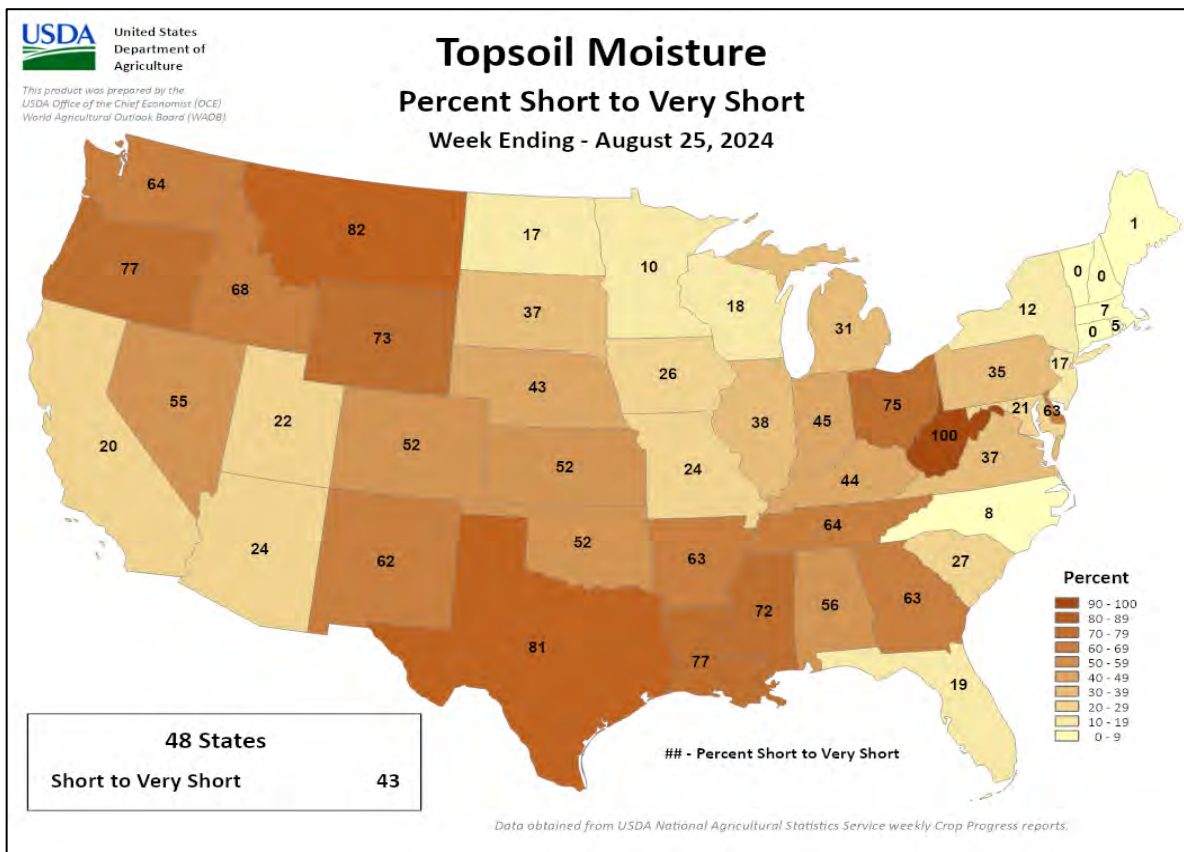 USDA
United States
Department of
Agriculture
This product was prepared by the
USDA Office of the Chief Economist (OCE)
World Agricultural Outlook Board (WAOB)
Topsoil Moisture
Percent Short to Very Short
Week Ending - August 25, 2024
64
82
17
10
1
77
68
73
37
18
31
12
0
0
7
0
5
55
22
43
26
38
45
75
35
17
20
52
52
24
44
100
21
63
37
24
62
52
63
64
8
27
81
77
72
56
63
19
Percent
90 - 100
80 - 89
70 - 79
60 - 69
50 - 59
40 - 49
30 - 39
20 - 29
10 - 19
0 - 9
48 States
Short to Very Short 43
## - Percent Short to Very Short
Data obtained from USDA National Agricultural Statistics Service weekly Crop Progress reports.